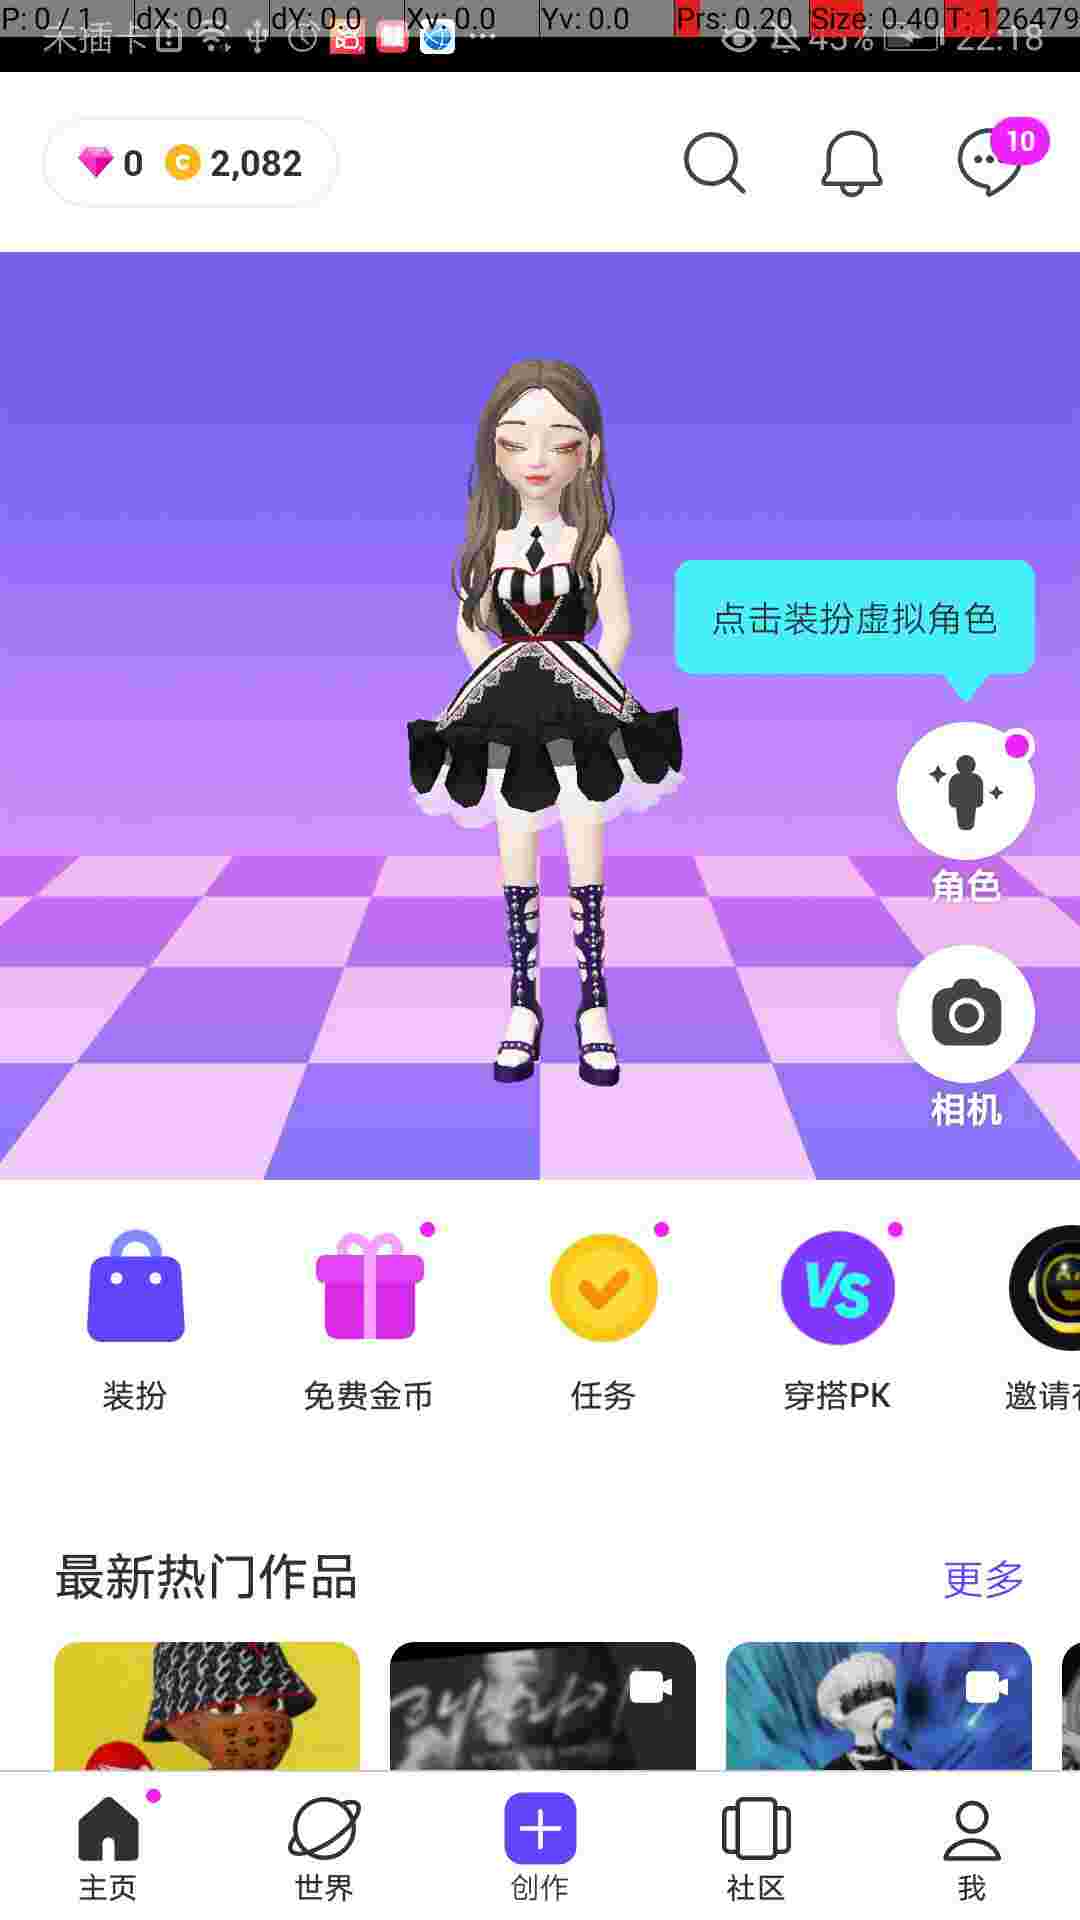 P: 0 / 1 dX: 0.0 dY: 0.0 Xv: 0.0 Yv: 0.0 Prs: 0.20 Size: 0.40 T: 126479
未插卡 45% 22:18
0 2,082
10
点击装扮虚拟角色
角色
相机
VS
装扮 免费金币 任务 穿搭PK 邀请
最新热门作品 更多
主页 世界 创作 社区 我